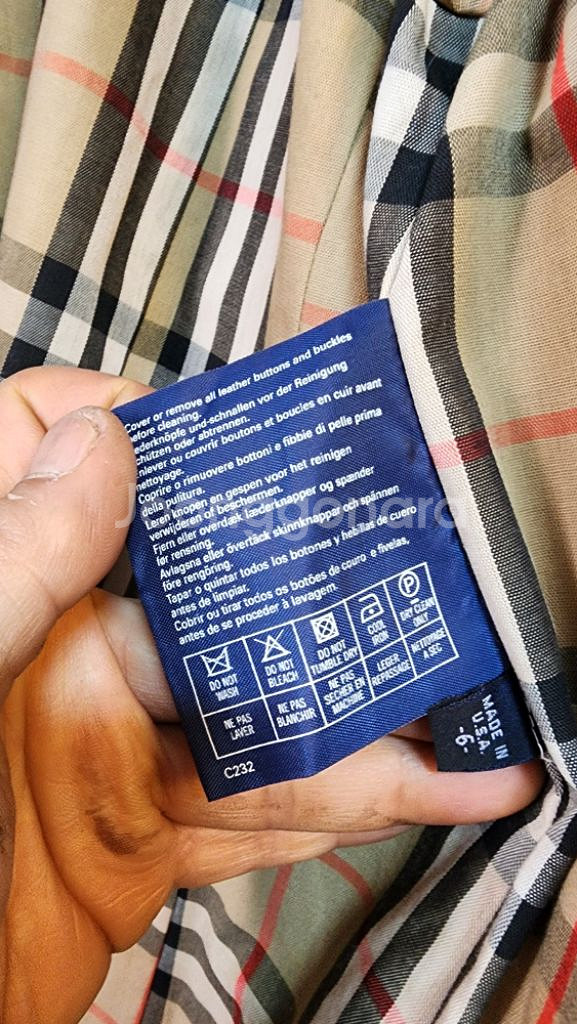 Cover or remove all leather buttons and buckles
before cleaning.
ederknöpfe und-schnallen vor der Reinigung
chützen oder abtrennen.
nlever ou couvrir boutons et boucles en cuir avant
nettoyage.
Coprire o rimuovere bottoni e fibbie di pelle prima
della pulitura.
Leren knopen en gespen voor het reinigen
verwijderen of beschermen.
Fjern eller overdæk læderknapper og spænder
før rensning.
Avlagsna eller övertäck skinnknappar och spännen
före rengöring.
Tapar o quintar todos los botones y hebillas de cuero
antes de limpiar.
Cobrir ou tirar todos os botões de couro e fivelas,
antes de se proceder à lavagem.
DO NOT
WASH
DO NOT
BLEACH
DO NOT
TUMBLE DRY
COOL
IRON
P
DRY CLEAN
ONLY
NE PAS
LAVER
NE PAS
BLANCHIR
NE PAS
SECHER EN
MACHINE
LEGER
REPASSAGE
NETTOYAGE
A SEC
C232
MADE IN
U.S.A.
-6-